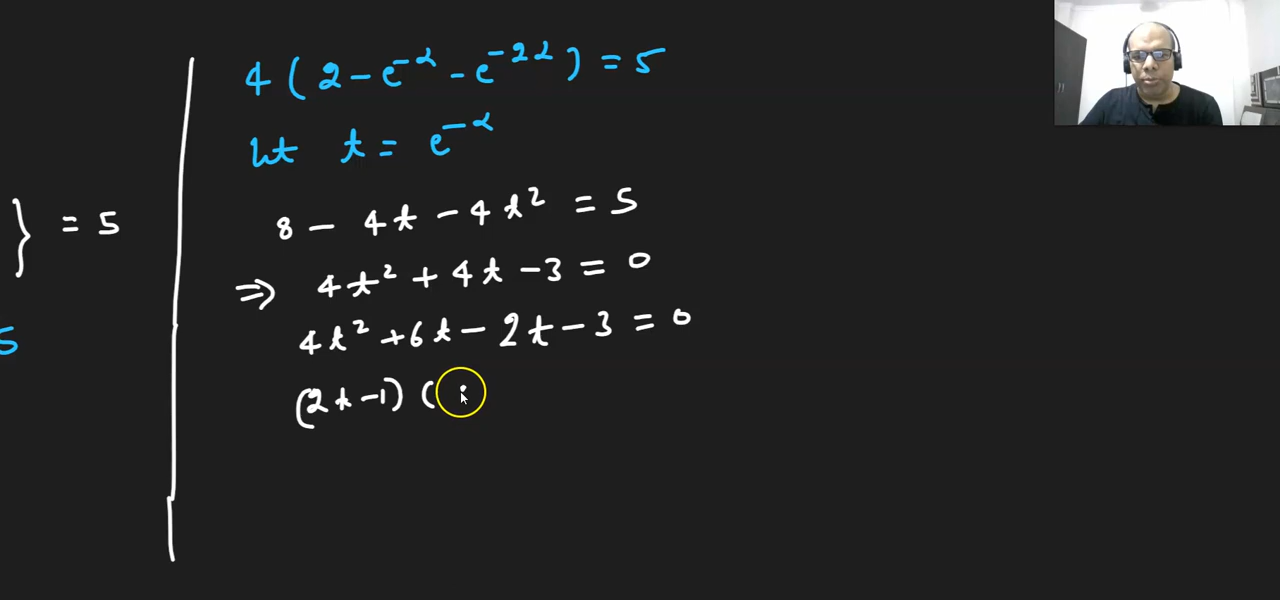 4(2-e^{-α}-e^{-2α})=5
let t=e^{-α}
8-4t-4t²=5
} = 5
⇒ 4t²+4t-3=0
4t²+6t-2t-3=0
5
(2t-1)(